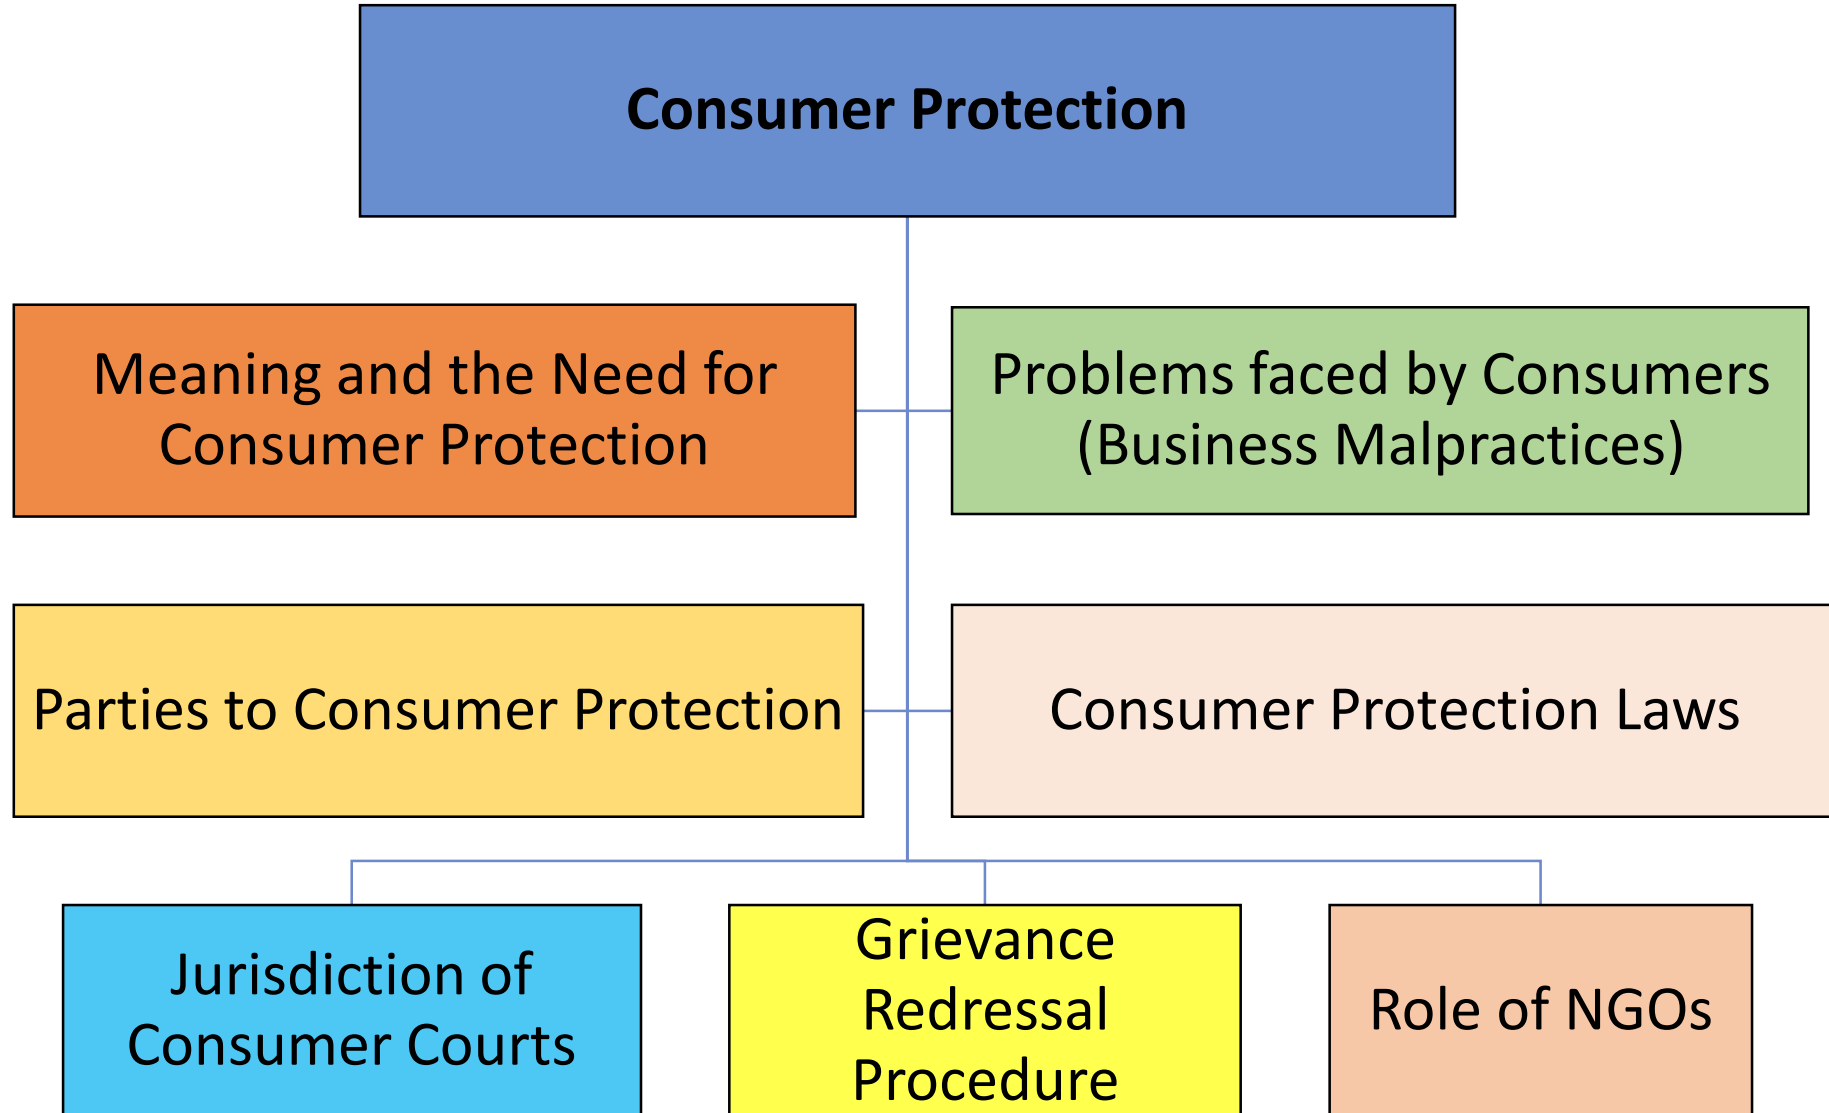 Consumer Protection
Meaning and the Need for
Consumer Protection
Problems faced by Consumers
(Business Malpractices)
Parties to Consumer Protection
Consumer Protection Laws
Jurisdiction of
Consumer Courts
Grievance
Redressal
Procedure
Role of NGOs